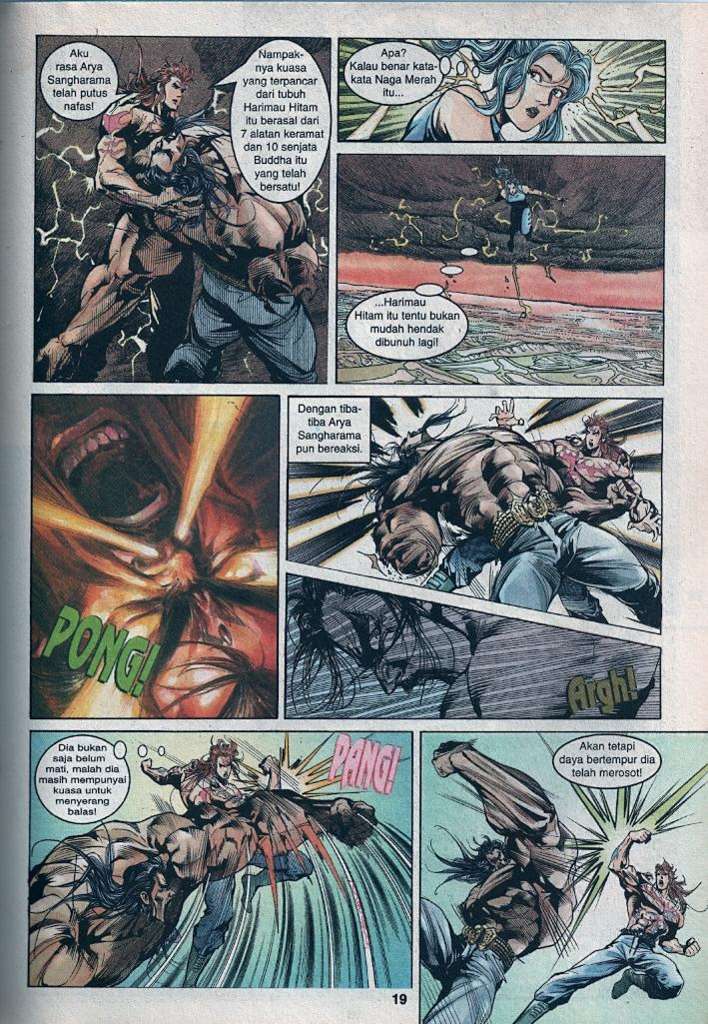 Aku
rasa Arya
Sangharama
telah putus
nafas!
Nampak-
nya kuasa
yang terpancar
dari tubuh
Harimau Hitam
itu berasal dari
7 alatan keramat
dan 10 senjata
Buddha itu
yang telah
bersatu!
Apa?
Kalau benar kata-
kata Naga Merah
itu...
...Harimau
Hitam itu tentu bukan
mudah hendak
dibunuh lagi!
PONG!
Dengan tiba-
tiba Arya
Sangharama
pun bereaksi.
Argh!
Dia bukan
saja belum
mati, malah dia
masih mempunyai
kuasa untuk
menyerang
balas!
PANG!
Akan tetapi
daya bertempur dia
telah merosot!
19